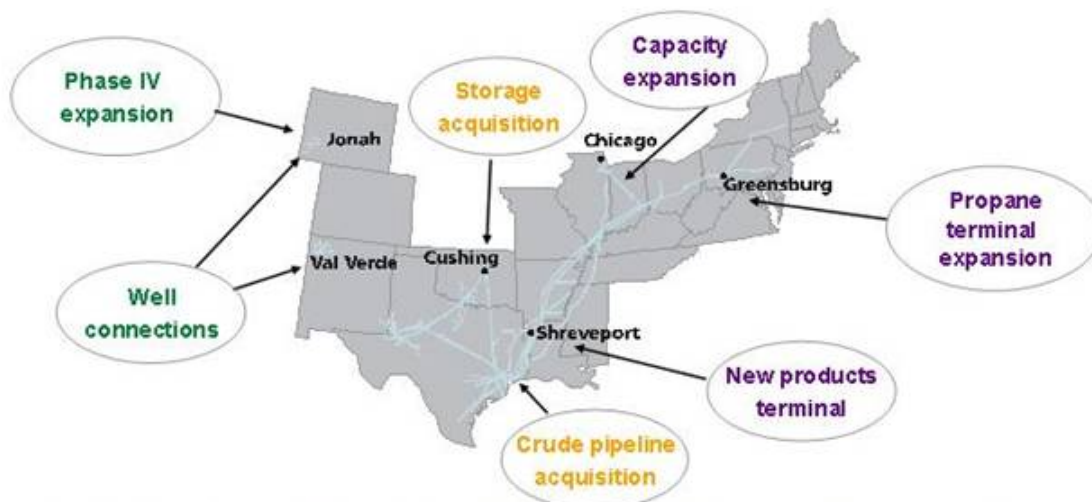 Phase IV
expansion
Storage
acquisition
Capacity
expansion
Jonah
Chicago
Greensburg
Propane
terminal
expansion
Val Verde
Cushing
Well
connections
Shreveport
New products
terminal
Crude pipeline
acquisition